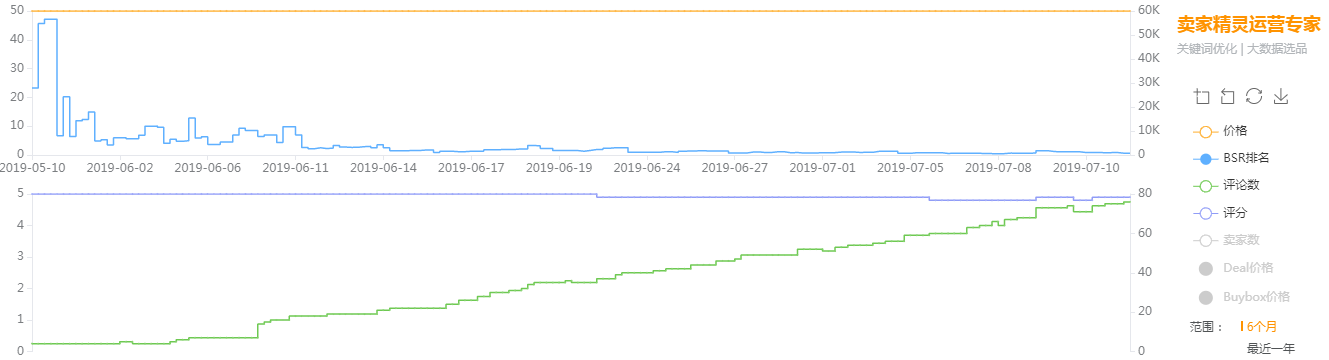 50
40
30
20
10
0
60K
50K
40K
30K
20K
10K
0
2019-05-10
2019-06-02
2019-06-06
2019-06-11
2019-06-14
2019-06-17
2019-06-24
2019-06-27
2019-07-01
2019-07-05
2019-07-08
2019-07-10
5
4
3
2
1
0
80
60
40
20
0
卖家精灵运营专家
关键词优化 | 大数据选品
价格
BSR排名
评论数
评分
卖家数
Deal价格
Buybox价格
范围： 6个月
最近一年